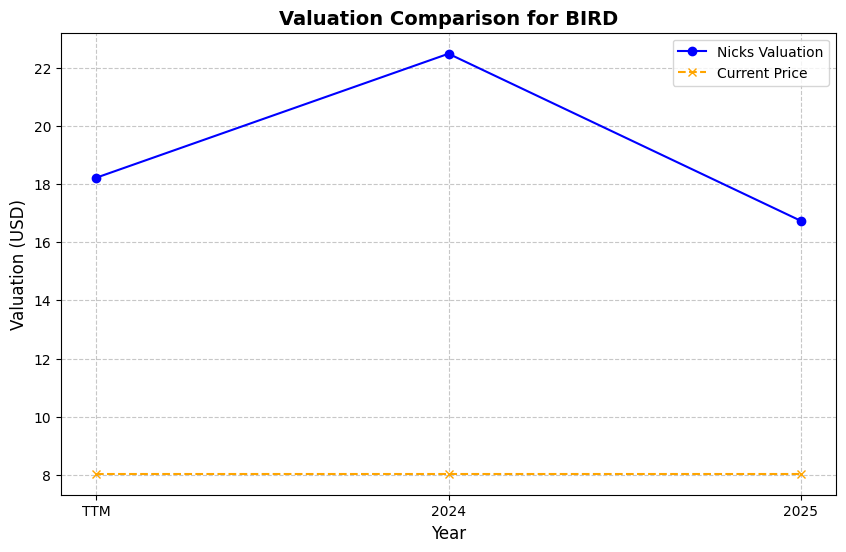 Valuation Comparison for BIRD
Nicks Valuation
Current Price
Valuation (USD)
22
20
18
16
14
12
10
8
TTM
2024
2025
Year